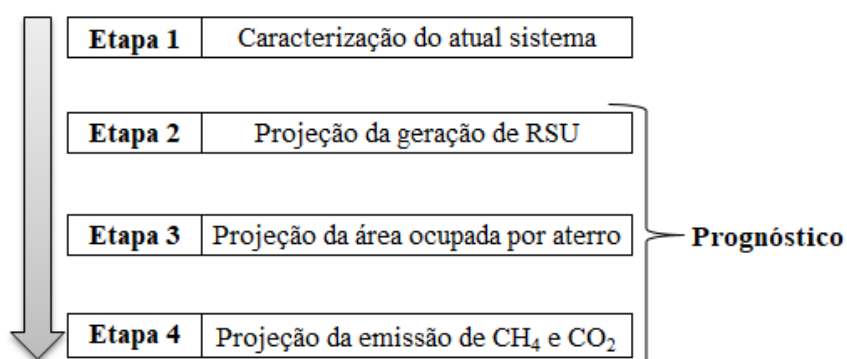 Etapa 1 Caracterização do atual sistema
Etapa 2 Projeção da geração de RSU
Etapa 3 Projeção da área ocupada por aterro
Prognóstico
Etapa 4 Projeção da emissão de CH₄ e CO₂